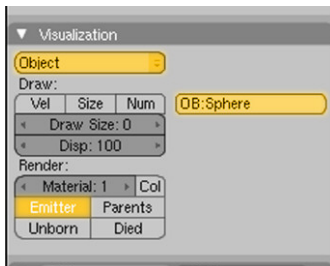 Visualization
Object
Draw:
Vel Size Num OB:Sphere
Draw Size: 0
Disp: 100
Render:
Material: 1 Col
Emitter Parents
Unborn Died